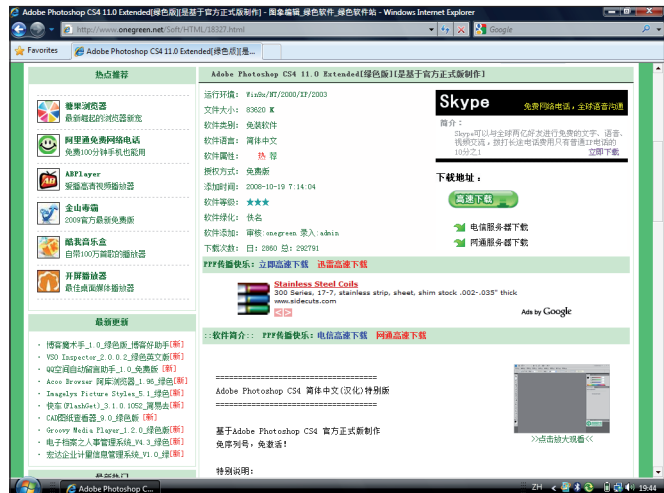 Adobe Photoshop CS4 11.0 Extended[绿色版][是基于官方正式版制作] - 图象编辑_绿色软件_绿色软件站 - Windows Internet Explorer
http://www.onegreen.net/Soft/HTML/18327.html
Google
Favorites
Adobe Photoshop CS4 11.0 Extended[绿色版][是...
热点推荐
糖果浏览器
最新崛起的浏览器新宠
阿里通免费网络电话
免费100分钟手机也能用
ABPlayer
爱播高清视频播放器
金山毒霸
2009官方最新免费版
酷我音乐盒
自带100万首歌的播放器
开屏播放器
最佳桌面媒体播放器
最新更新
· 博客魔术手_1.0_绿色版_博客好助手[新]
· VSO Inspector_2.0.0.2_绿色英文版[新]
· QQ空间自动留言助手_1.0_免费版 [新]
· Acoo Browser 阿库浏览器_1.96_绿色[新]
· Imagelys Picture Styles_5.1_绿色[新]
· 快车(FlashGet)_3.1.0.1052_简易去[新]
· CAD图纸查看器_9.0_绿色版 [新]
· Groovy Media Player_1.2.0_绿色版[新]
· 电子档案之人事管理系统_V4.3_绿色[新]
· 宏达企业计量信息管理系统_V1.0_绿[新]
最新热门
Adobe Photoshop CS4 11.0 Extended[绿色版][是基于官方正式版制作]
运行环境: Win9x/NT/2000/XP/2003
文件大小: 83620 K
软件类别: 免装软件
软件语言: 简体中文
软件属性: 热 荐
授权方式: 免费版
添加时间: 2008-10-19 7:14:04
软件等级: ★★★
软件绿化: 佚名
软件添加: 审核:onegreen 录入:admin
下载次数: 日: 2860 总: 292791
Skype
免费网络电话，全球语音沟通
简介：
Skype可以与全球两亿好友进行免费的文字、语音、
视频交流，拨打长途电话费用只有普通IP电话的
10分之1
立即下载
下载地址：
高速下载
电信服务器下载
网通服务器下载
PPF传播快乐: 立即高速下载 迅雷高速下载
Stainless Steel Coils
300 Series, 17-7, stainless strip, sheet, shim stock .002-.035" thick
www.sidecuts.com
Ads by Google
::软件简介:: PPF传播快乐: 电信高速下载 网通高速下载
======================================
Adobe Photoshop CS4 简体中文(汉化)特别版
======================================
基于Adobe Photoshop CS4 官方正式版制作
免序列号，免激活！
特别说明:
>>点击放大观看<<
Adobe Photoshop C...
ZH
19:44